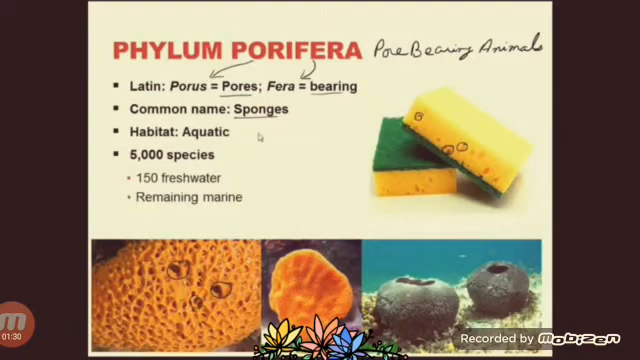 PHYLUM PORIFERA Pore Bearing Animals
Latin: Porus = Pores; Fera = bearing
Common name: Sponges
Habitat: Aquatic
5,000 species
150 freshwater
Remaining marine
01:30
Recorded by Mobizen